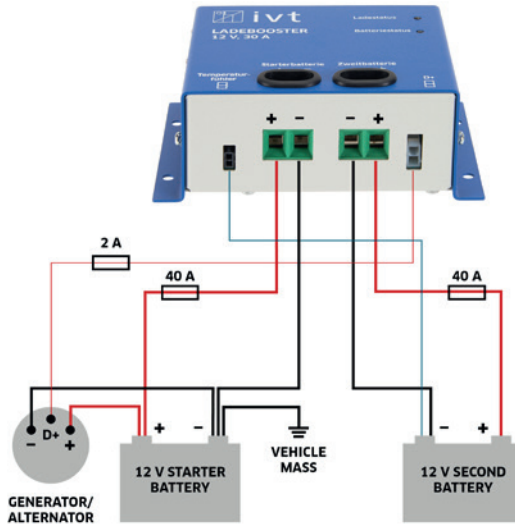 ivt
Ladestatus
Batteriestatus
LADEBOOSTER
12 V, 30 A
Starterbatterie
Zweitbatterie
Temperatur-
fühler
D+
+
−
−
+
2 A
40 A
40 A
−
D+
+
+
−
−
+
12 V STARTER
BATTERY
VEHICLE
MASS
12 V SECOND
BATTERY
GENERATOR/
ALTERNATOR